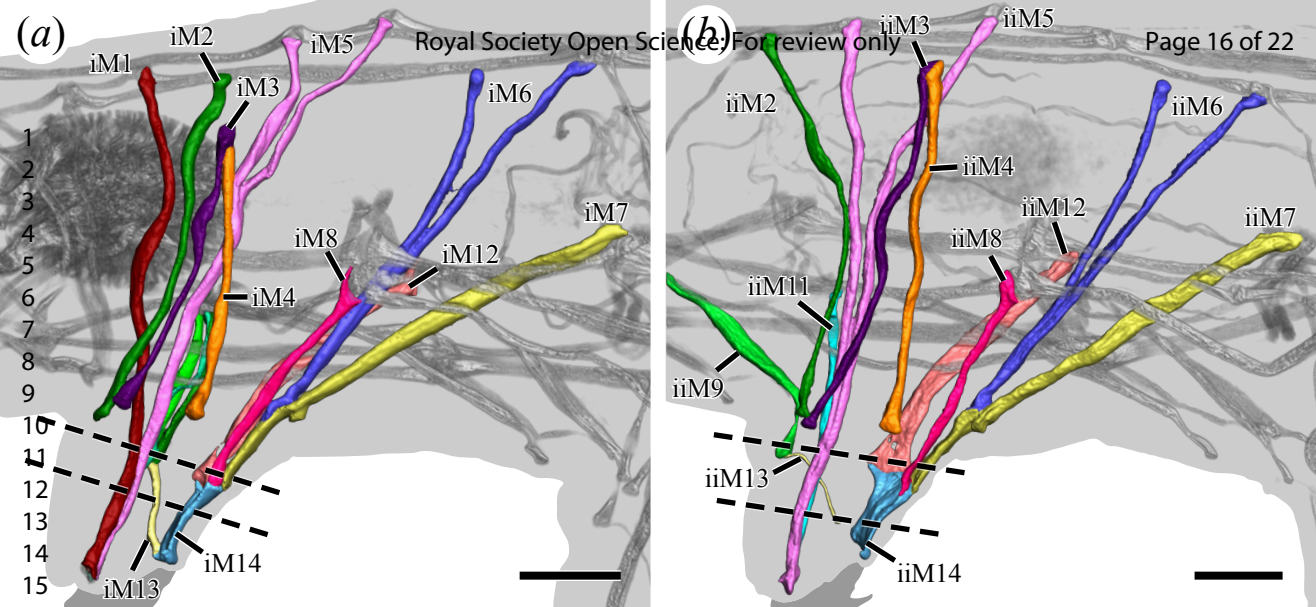 Royal Society Open Science: For review only
Page 16 of 22
(a)
iM1
iM2
iM3
iM5
iM6
iM7
iM8
iM12
iM4
iM13
iM14
1
2
3
4
5
6
7
8
9
10
11
12
13
14
15
(b)
iiM3
iiM5
iiM2
iiM6
iiM4
iiM12
iiM7
iiM8
iiM11
iiM9
iiM13
iiM14